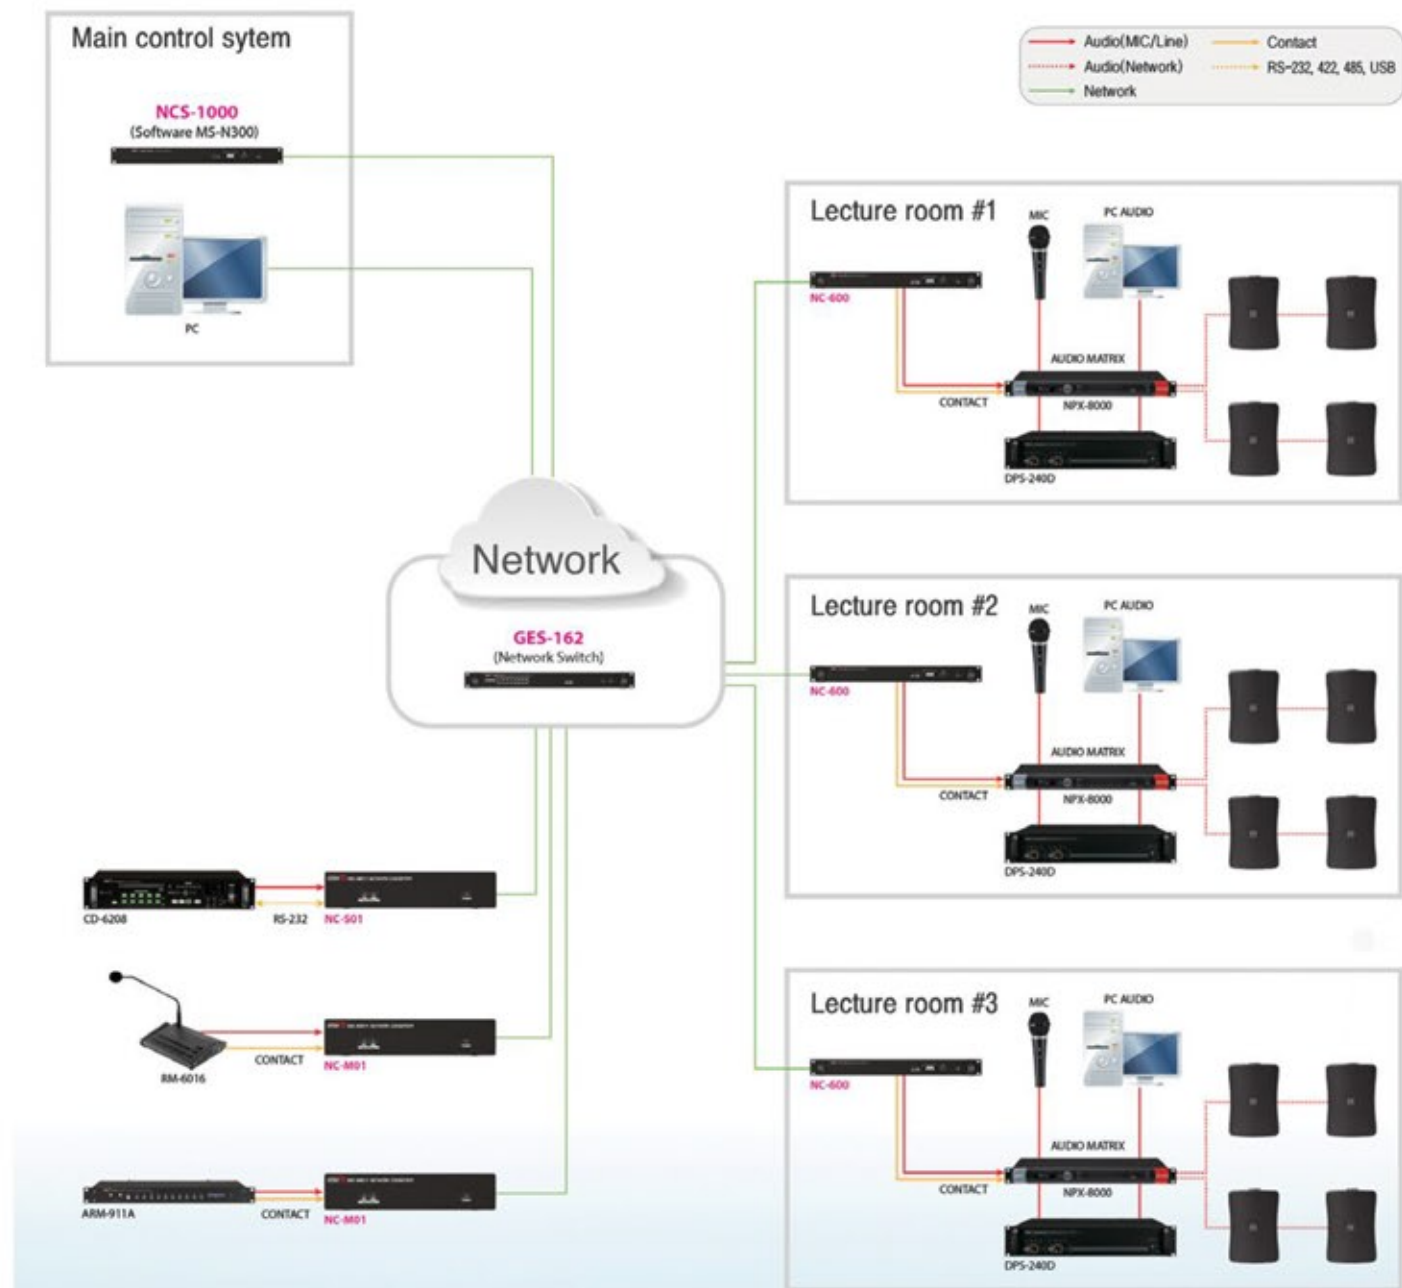 Main control sytem
NCS-1000
(Software MS-N300)
PC
Audio(MIC/Line)
Contact
Audio(Network)
RS-232, 422, 485, USB
Network
Lecture room #1
MIC
PC AUDIO
NC-600
AUDIO MATRIX
CONTACT
NPX-8000
DPS-240D
Network
GES-162
(Network Switch)
Lecture room #2
MIC
PC AUDIO
NC-600
AUDIO MATRIX
CONTACT
NPX-8000
DPS-240D
CD-6208
RS-232
NC-S01
RM-6016
CONTACT
NC-M01
ARM-911A
CONTACT
NC-M01
Lecture room #3
MIC
PC AUDIO
NC-600
AUDIO MATRIX
CONTACT
NPX-8000
DPS-240D